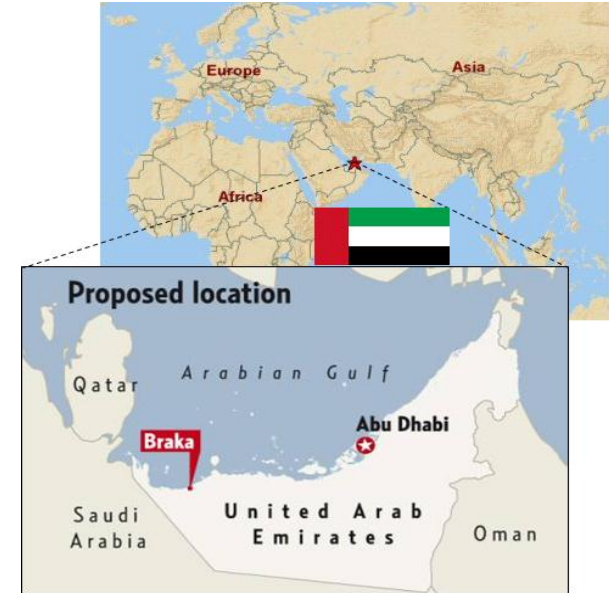 Europe
Asia
Africa
Proposed location
Arabian Gulf
Qatar
Abu Dhabi
Braka
United Arab
Emirates
Saudi
Arabia
Oman